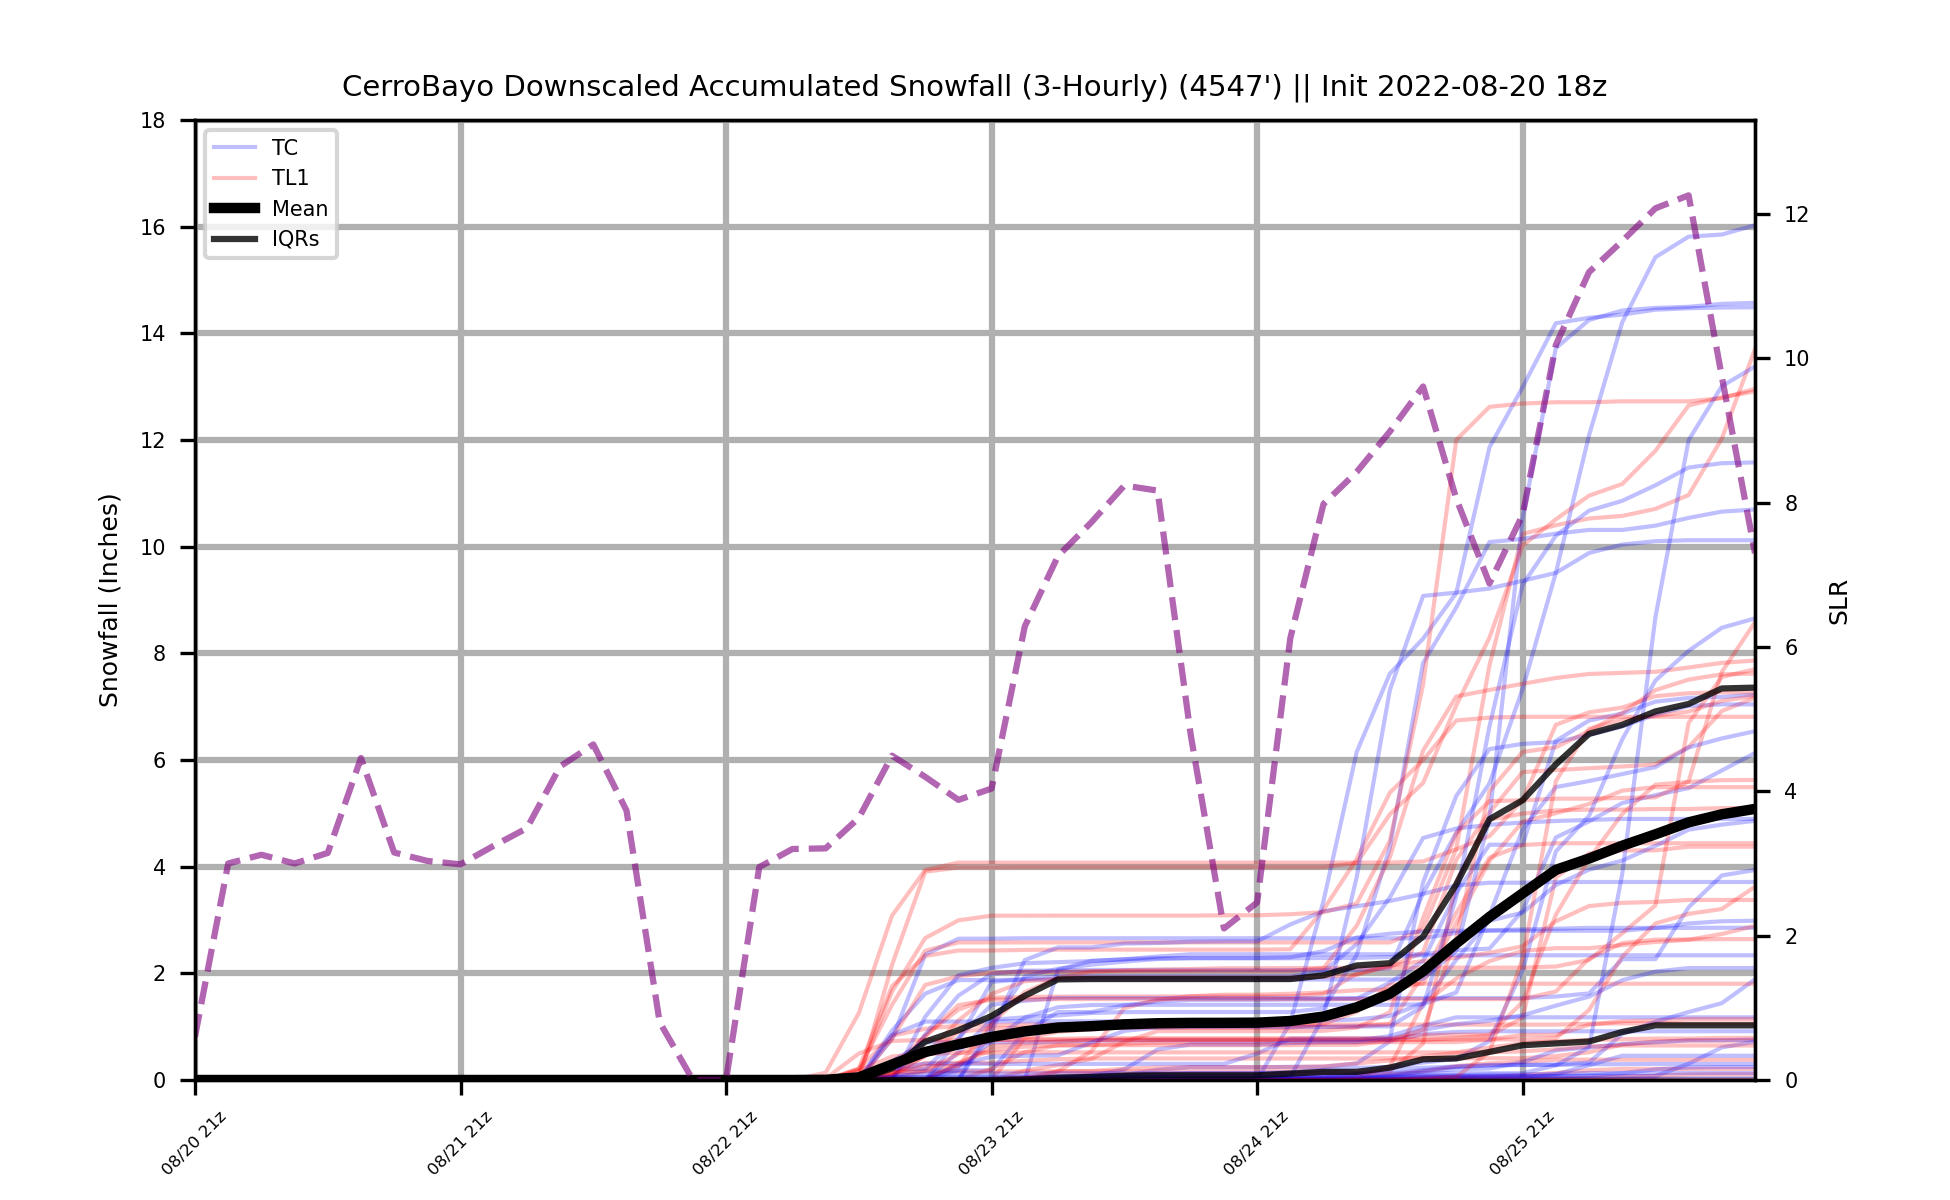 CerroBayo Downscaled Accumulated Snowfall (3-Hourly) (4547') || Init 2022-08-20 18z
TC
TL1
Mean
IQRs
18
16
14
12
10
8
6
4
2
0
Snowfall (Inches)
12
10
8
6
4
2
0
SLR
08/20 21z
08/21 21z
08/22 21z
08/23 21z
08/24 21z
08/25 21z